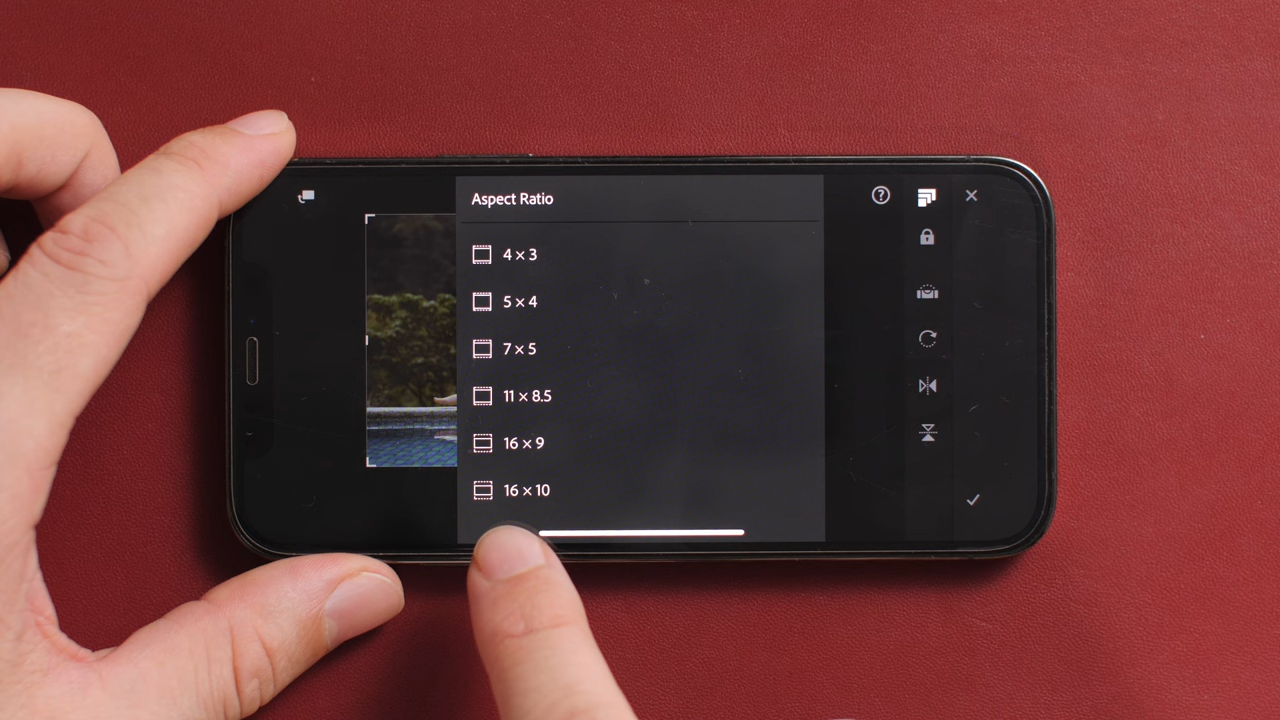 Aspect Ratio
4 × 3
5 × 4
7 × 5
11 × 8.5
16 × 9
16 × 10